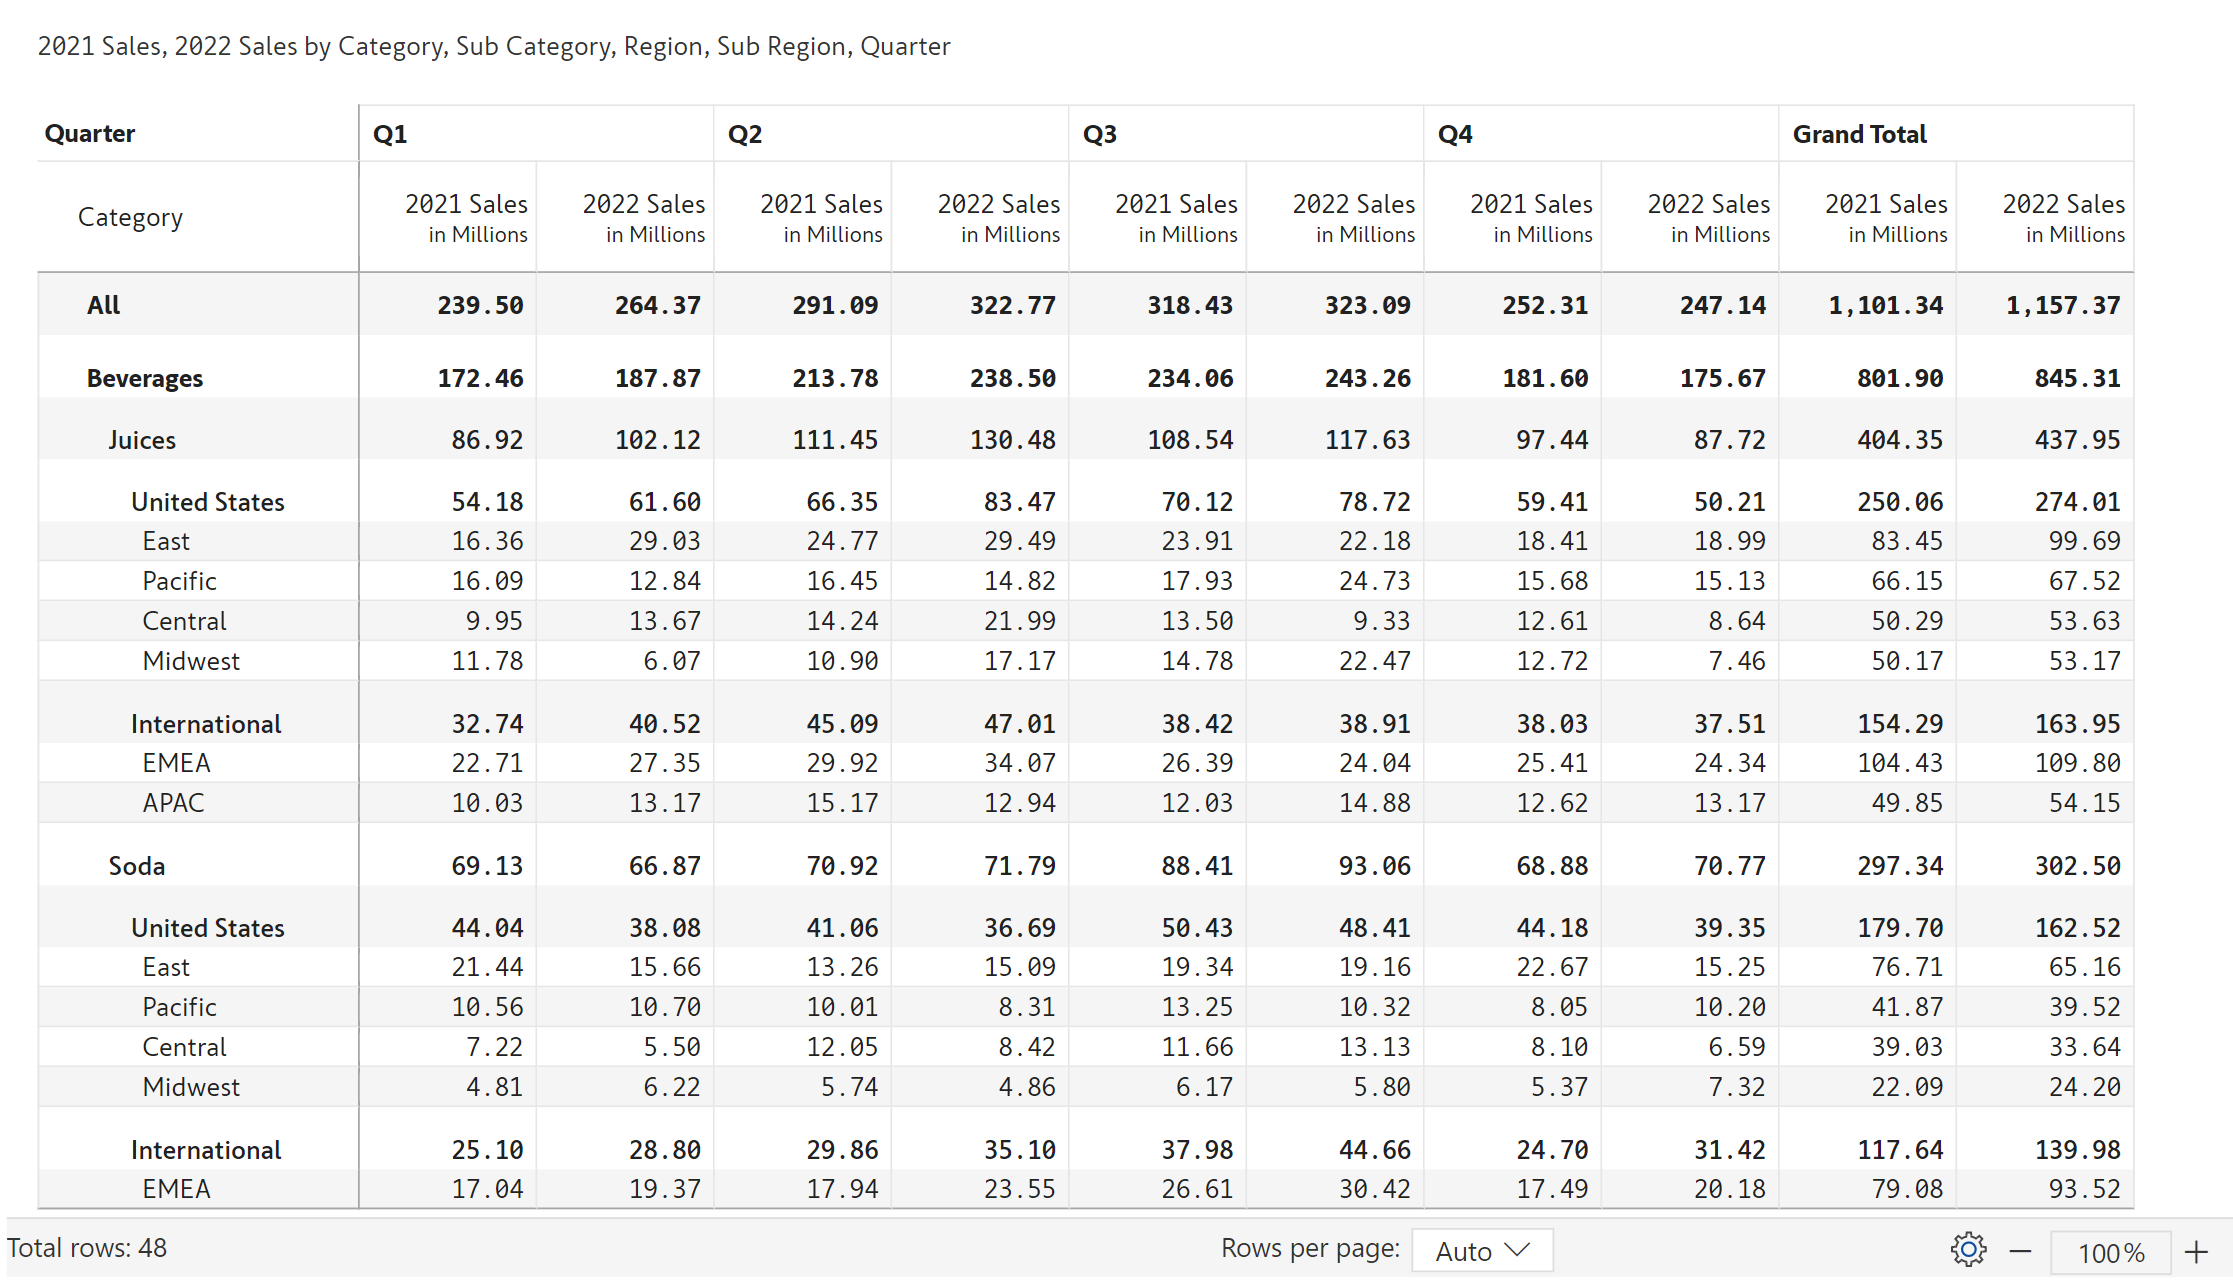 2021 Sales, 2022 Sales by Category, Sub Category, Region, Sub Region, Quarter
Quarter Q1 Q2 Q3 Q4 Grand Total
Category 2021 Sales in Millions 2022 Sales in Millions 2021 Sales in Millions 2022 Sales in Millions 2021 Sales in Millions 2022 Sales in Millions 2021 Sales in Millions 2022 Sales in Millions 2021 Sales in Millions 2022 Sales in Millions
All 239.50 264.37 291.09 322.77 318.43 323.09 252.31 247.14 1,101.34 1,157.37
Beverages 172.46 187.87 213.78 238.50 234.06 243.26 181.60 175.67 801.90 845.31
Juices 86.92 102.12 111.45 130.48 108.54 117.63 97.44 87.72 404.35 437.95
United States 54.18 61.60 66.35 83.47 70.12 78.72 59.41 50.21 250.06 274.01
East 16.36 29.03 24.77 29.49 23.91 22.18 18.41 18.99 83.45 99.69
Pacific 16.09 12.84 16.45 14.82 17.93 24.73 15.68 15.13 66.15 67.52
Central 9.95 13.67 14.24 21.99 13.50 9.33 12.61 8.64 50.29 53.63
Midwest 11.78 6.07 10.90 17.17 14.78 22.47 12.72 7.46 50.17 53.17
International 32.74 40.52 45.09 47.01 38.42 38.91 38.03 37.51 154.29 163.95
EMEA 22.71 27.35 29.92 34.07 26.39 24.04 25.41 24.34 104.43 109.80
APAC 10.03 13.17 15.17 12.94 12.03 14.88 12.62 13.17 49.85 54.15
Soda 69.13 66.87 70.92 71.79 88.41 93.06 68.88 70.77 297.34 302.50
United States 44.04 38.08 41.06 36.69 50.43 48.41 44.18 39.35 179.70 162.52
East 21.44 15.66 13.26 15.09 19.34 19.16 22.67 15.25 76.71 65.16
Pacific 10.56 10.70 10.01 8.31 13.25 10.32 8.05 10.20 41.87 39.52
Central 7.22 5.50 12.05 8.42 11.66 13.13 8.10 6.59 39.03 33.64
Midwest 4.81 6.22 5.74 4.86 6.17 5.80 5.37 7.32 22.09 24.20
International 25.10 28.80 29.86 35.10 37.98 44.66 24.70 31.42 117.64 139.98
EMEA 17.04 19.37 17.94 23.55 26.61 30.42 17.49 20.18 79.08 93.52
Total rows: 48 Rows per page: Auto 100%